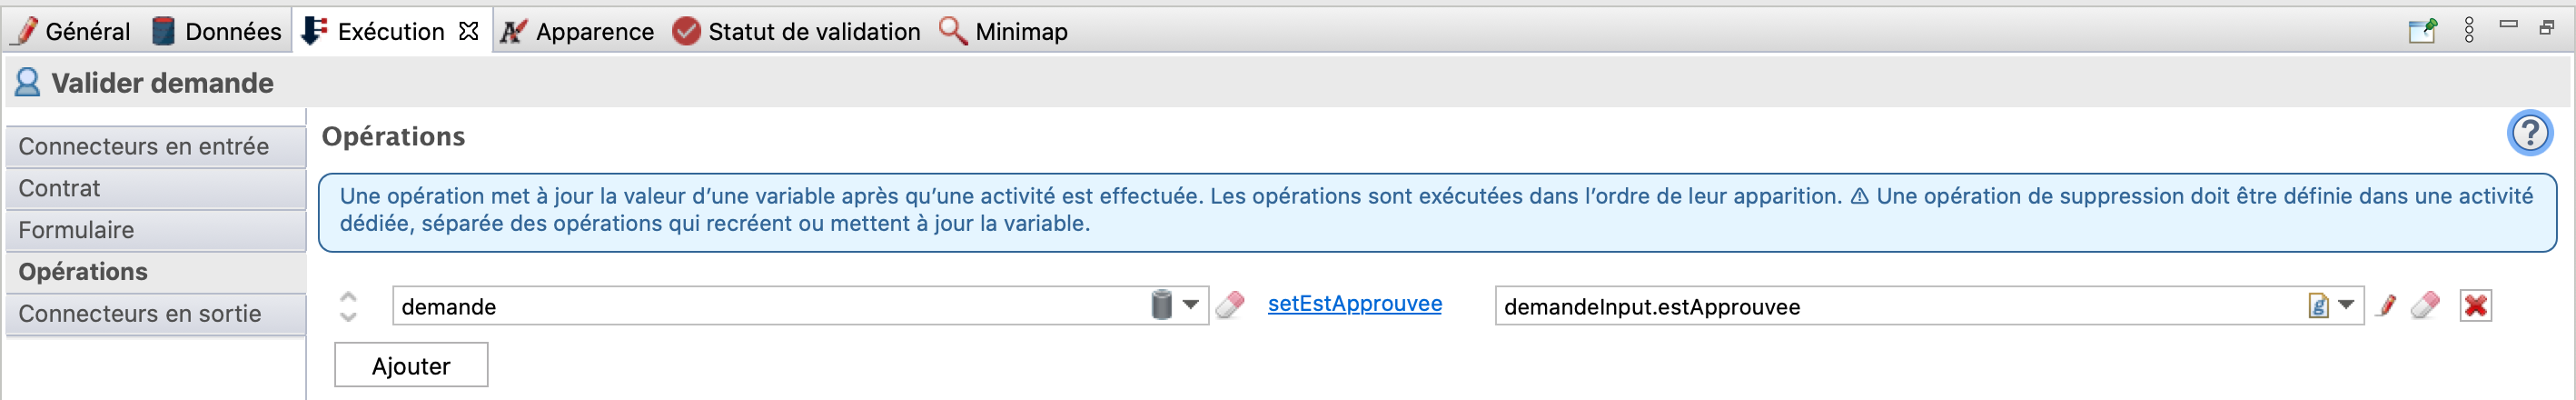 Général Données Exécution Apparence Statut de validation Minimap
Valider demande
Connecteurs en entrée
Contrat
Formulaire
Opérations
Connecteurs en sortie
Opérations
Une opération met à jour la valeur d’une variable après qu’une activité est effectuée. Les opérations sont exécutées dans l’ordre de leur apparition. ⚠ Une opération de suppression doit être définie dans une activité
dédiée, séparée des opérations qui recréent ou mettent à jour la variable.
demande setEstApprouvee demandeInput.estApprouvee
Ajouter